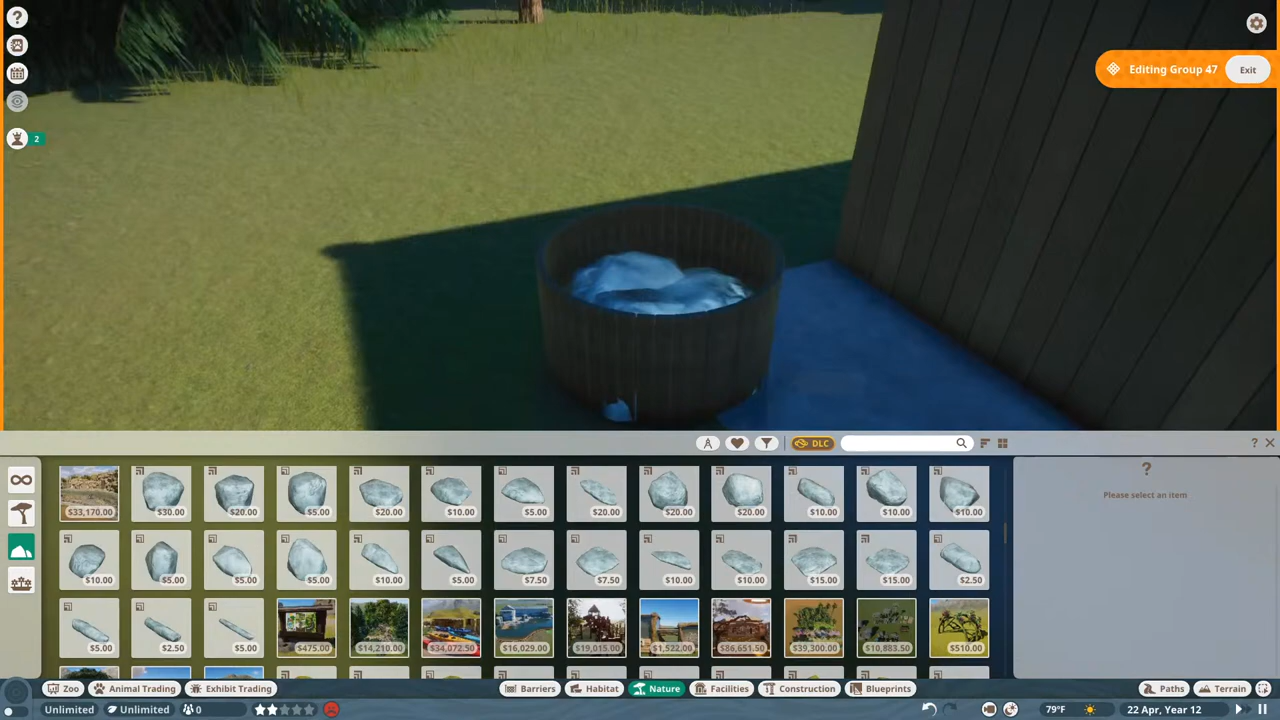 ?
2
Editing Group 47
Exit
DLC
? ×
$33,170.00 $30.00 $20.00 $5.00 $20.00 $10.00 $5.00 $20.00 $20.00 $20.00 $10.00 $10.00 $10.00
$10.00 $5.00 $5.00 $5.00 $10.00 $5.00 $7.50 $7.50 $10.00 $10.00 $15.00 $15.00 $2.50
$5.00 $2.50 $5.00 $475.00 $14,210.00 $34,072.50 $16,029.00 $19,015.00 $1,522.00 $86,651.50 $39,300.00 $10,883.50 $510.00
?
Please select an item
Zoo Animal Trading Exhibit Trading Barriers Habitat Nature Facilities Construction Blueprints Paths Terrain
Unlimited Unlimited 0 79°F 22 Apr, Year 12